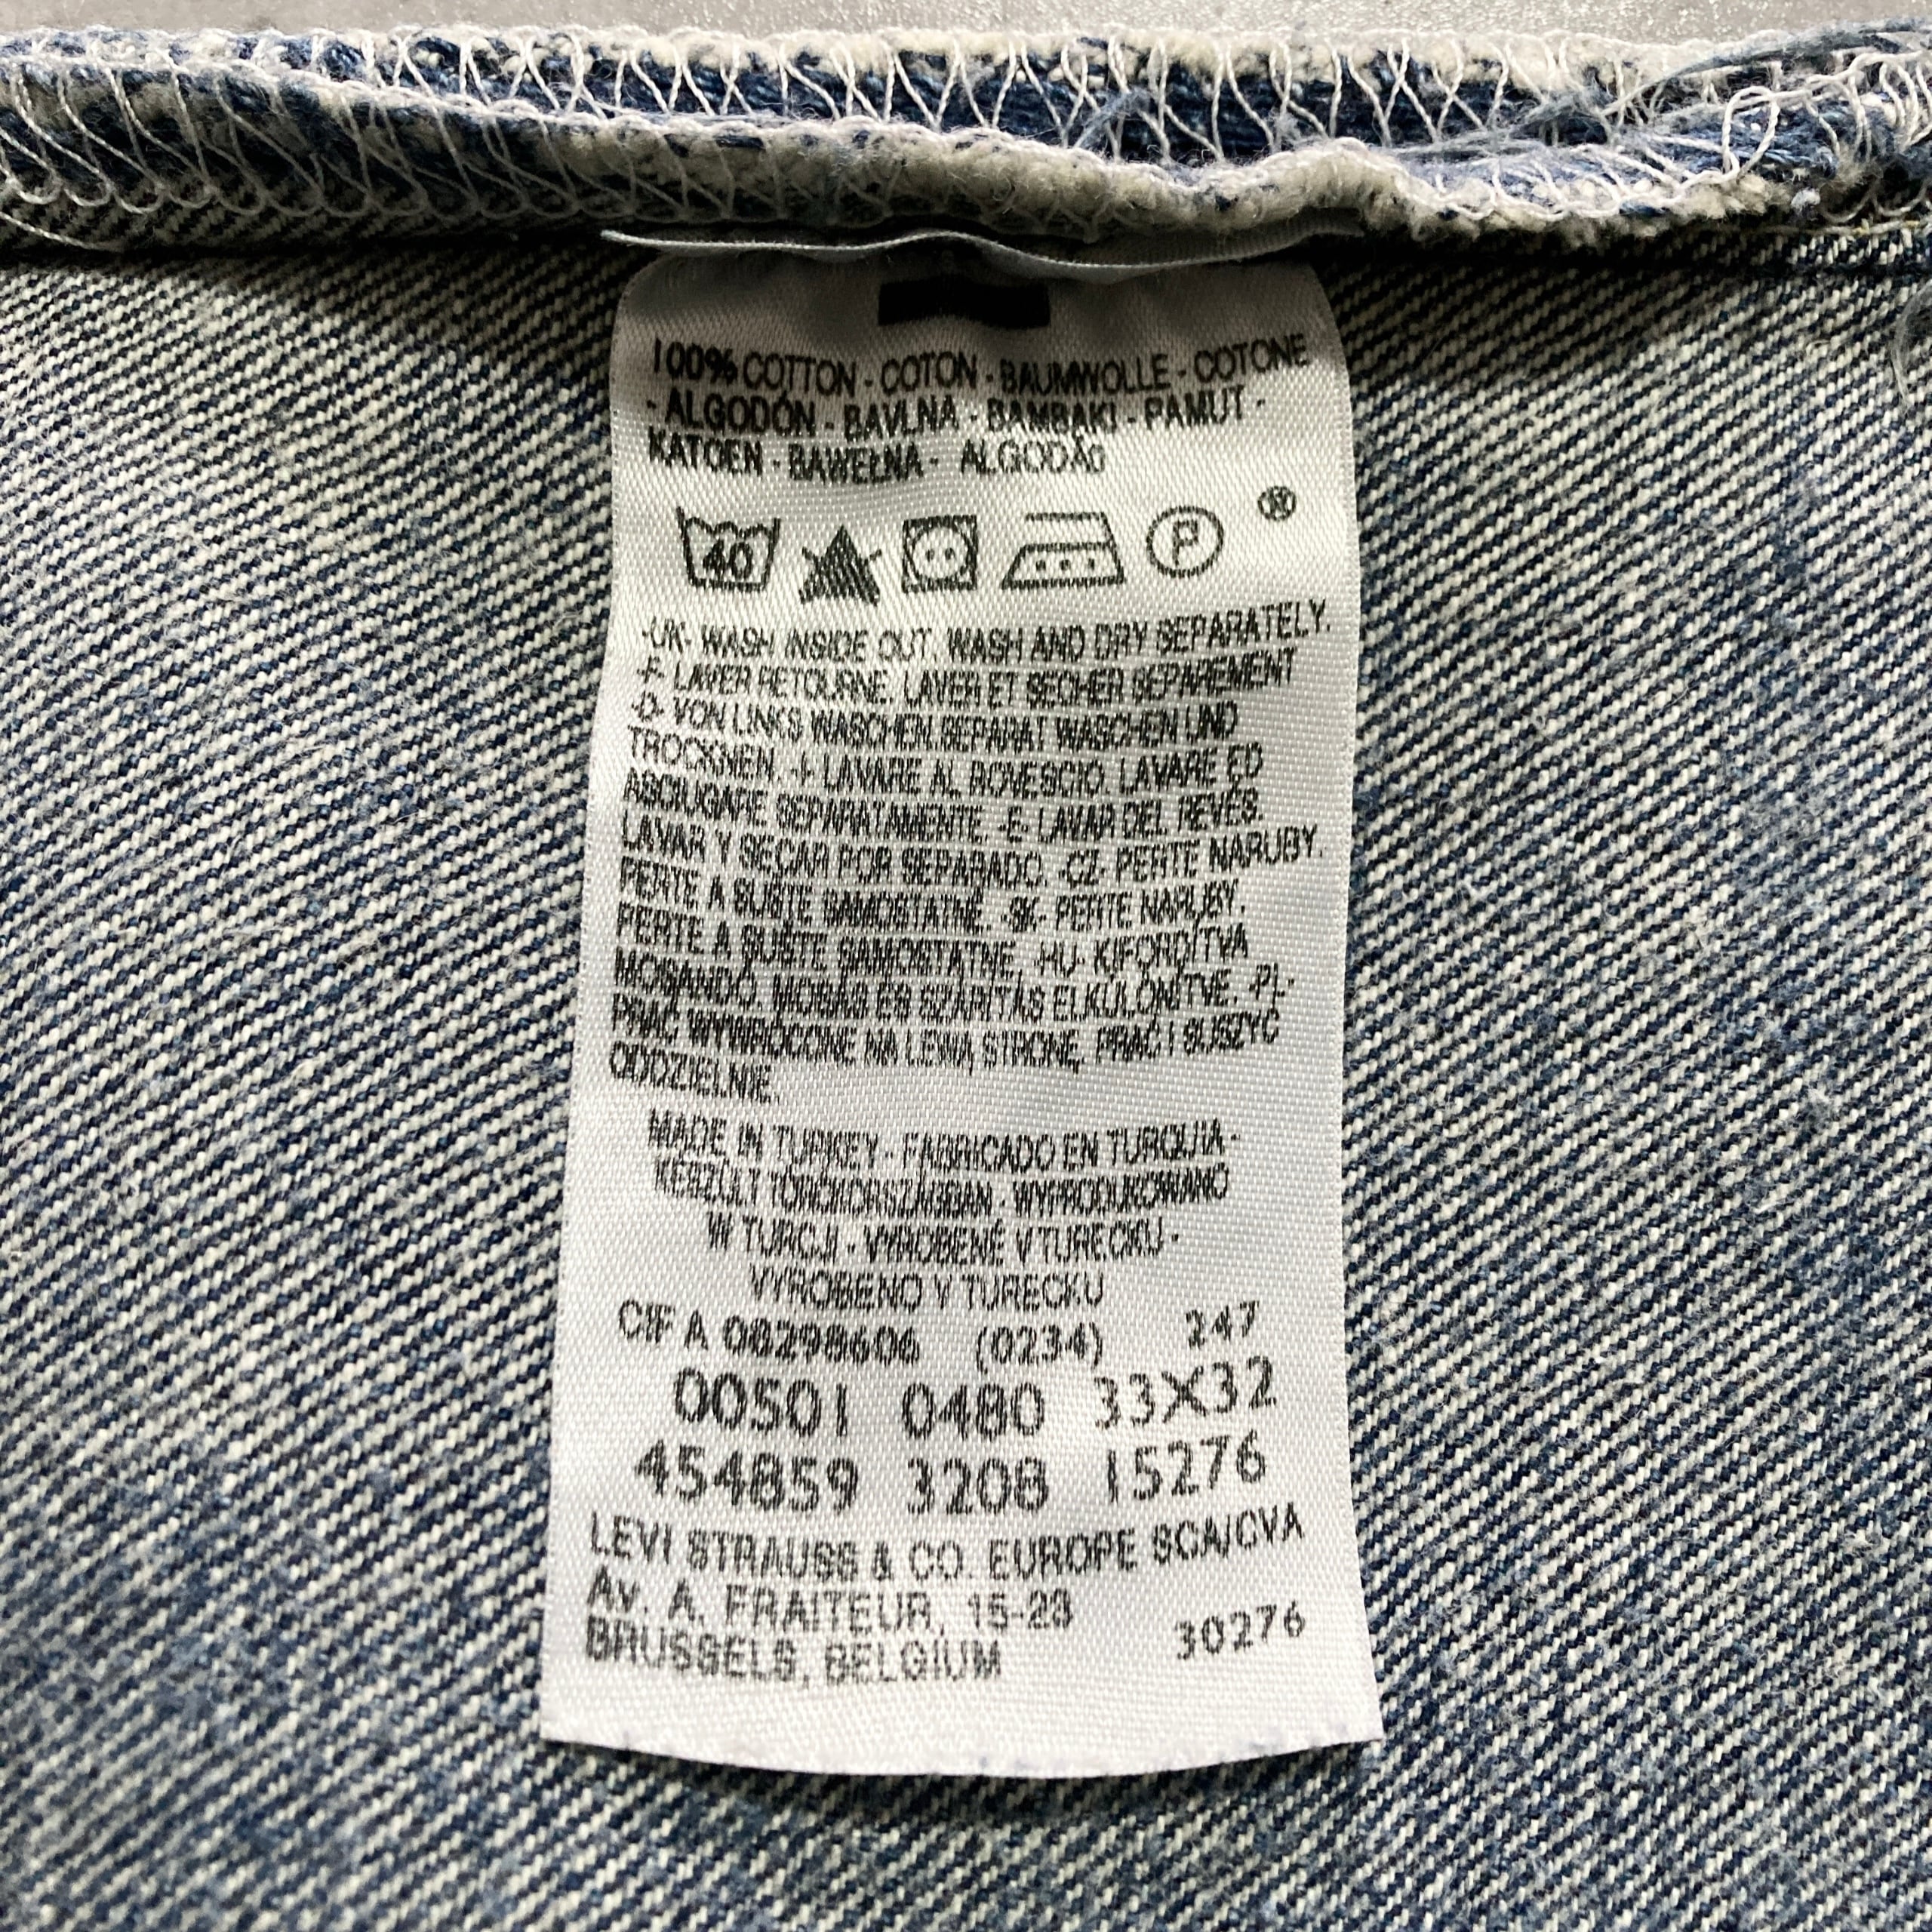 100% COTTON - COTON - BAUMWOLLE - COTONE
- ALGODÓN - BAVLNA - BAMBAKI - PAMUT -
KATOEN - BAWEŁNA - ALGODÃO
40 P ®
-UK- WASH INSIDE OUT. WASH AND DRY SEPARATELY.
-F- LAVER RETOURNE. LAVER ET SECHER SEPAREMENT
-D- VON LINKS WASCHEN.SEPARAT WASCHEN UND
TROCKNEN. -I- LAVARE AL ROVESCIO. LAVARE ED
ASCIUGARE SEPARATAMENTE. -E- LAVAR DEL REVÉS.
LAVAR Y SECAR POR SEPARADO. CZ- PERTE NARUBY.
PERTE A SUŠTE SAMOSTATNĚ. -SK- PERTE NARUBY.
PERTE A SUŠTE SAMOSTATNE. -HU- KIFORDÍTVA
MOSANDÓ. MOSÁS ÉS SZÁRÍTÁS ELKÜLÖNÍTVE. -PL-
PRAĆ WYWRÓCONE NA LEWĄ STRONĘ, PRAĆ I SUSZYĆ
ODDZIELNIE.
MADE IN TURKEY - FABRICADO EN TURQUIA -
KÉSZÜLT TÖRÖKORSZÁGBAN - WYPRODUKOWANO
W TURCJI - VYROBENÉ V TURECKU -
VYROBENO V TURECKU
CIF A 08298606 (0234) 247
00501 0480 33X32
454859 3208 15276
LEVI STRAUSS & CO. EUROPE SCA/CVA
Av. A. FRAITEUR, 15-23
BRUSSELS, BELGIUM 30276